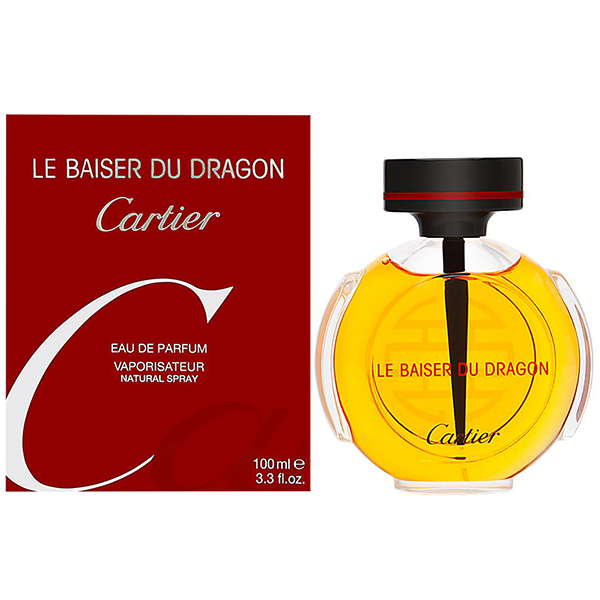 LE BAISER DU DRAGON
Cartier
EAU DE PARFUM
VAPORISATEUR
NATURAL SPRAY
100 ml e
3.3 fl.oz.
LE BAISER DU DRAGON
Cartier